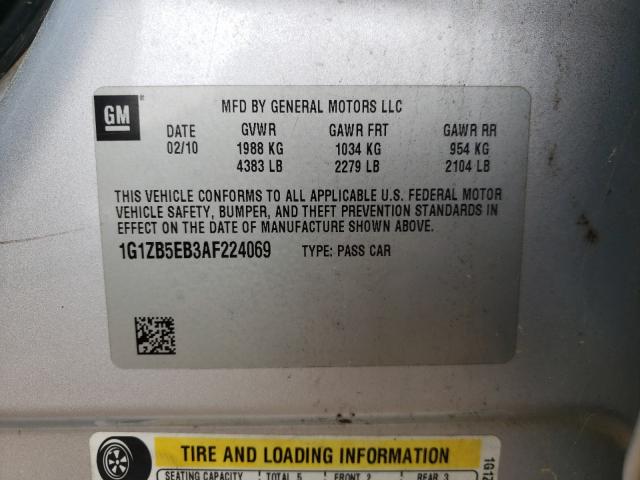 GM
MFD BY GENERAL MOTORS LLC
DATE GVWR GAWR FRT GAWR RR
02/10 1988 KG 1034 KG 954 KG
4383 LB 2279 LB 2104 LB
THIS VEHICLE CONFORMS TO ALL APPLICABLE U.S. FEDERAL MOTOR
VEHICLE SAFETY, BUMPER, AND THEFT PREVENTION STANDARDS IN
EFFECT ON THE DATE OF MANUFACTURE SHOWN ABOVE.
1G1ZB5EB3AF224069 TYPE: PASS CAR
TIRE AND LOADING INFORMATION
SEATING CAPACITY TOTAL 5 FRONT 2 REAR 3